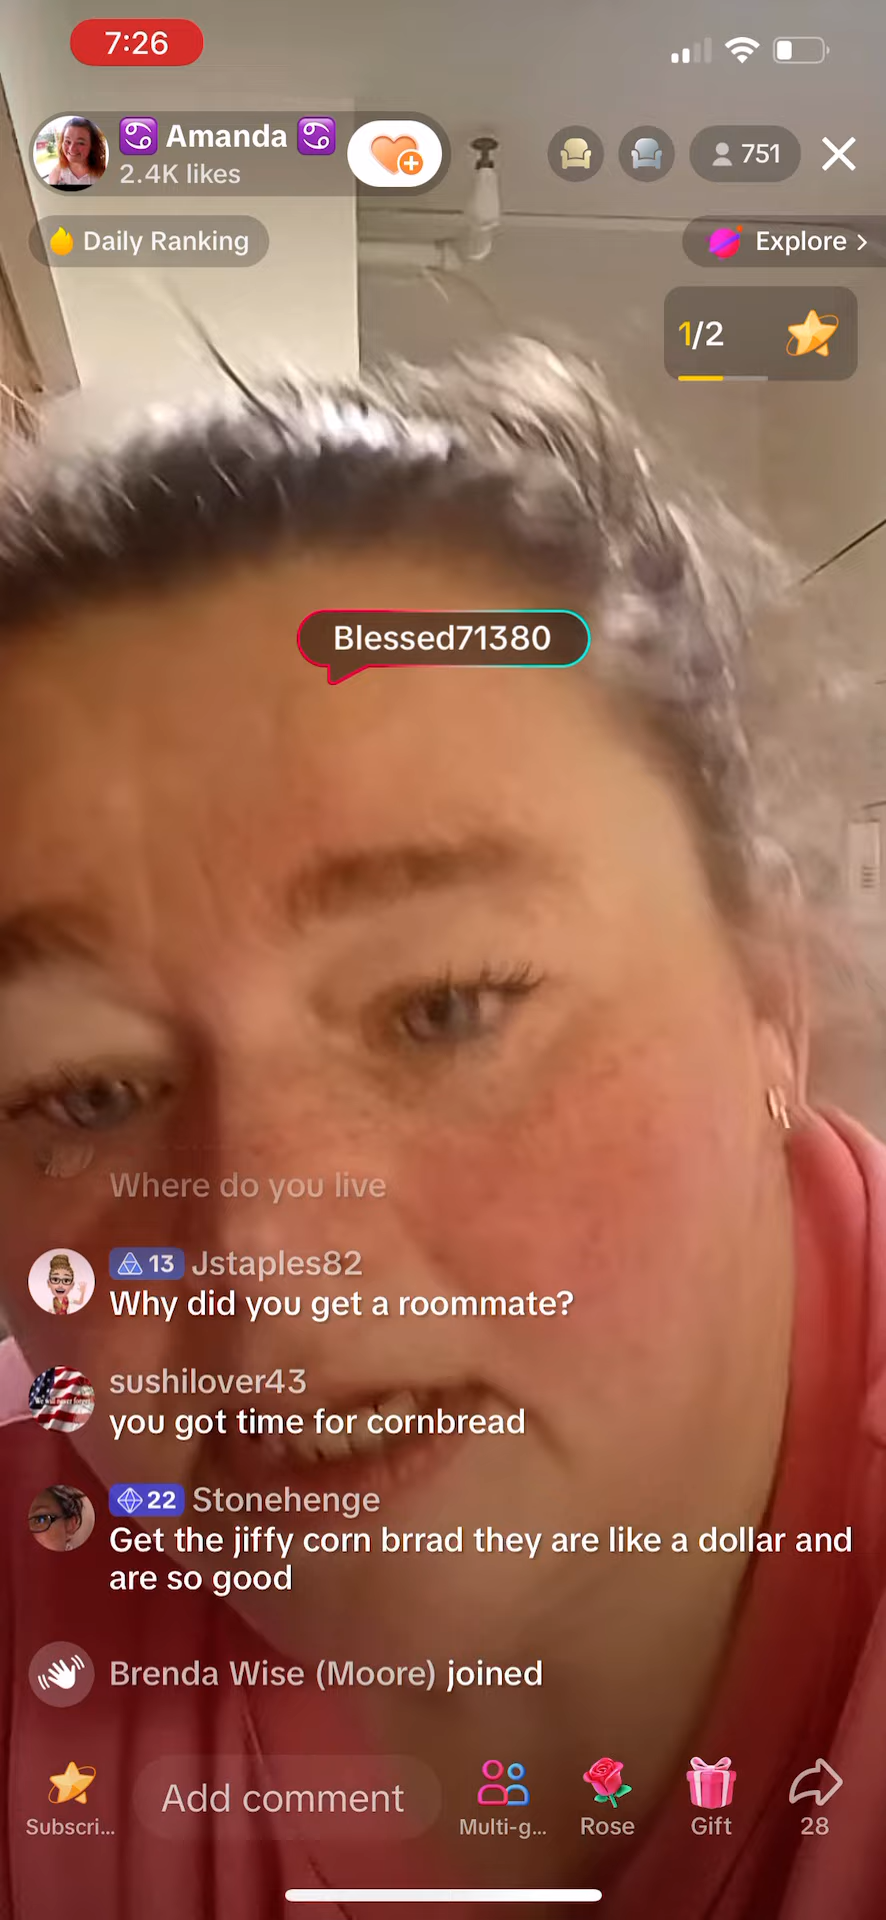 7:26
♋ Amanda ♋
2.4K likes
751
Daily Ranking
Explore >
1/2
Blessed71380
Where do you live
13 Jstaples82
Why did you get a roommate?
sushilover43
you got time for cornbread
22 Stonehenge
Get the jiffy corn brrad they are like a dollar and
are so good
Brenda Wise (Moore) joined
Add comment
Subscri...
Multi-g...
Rose
Gift
28